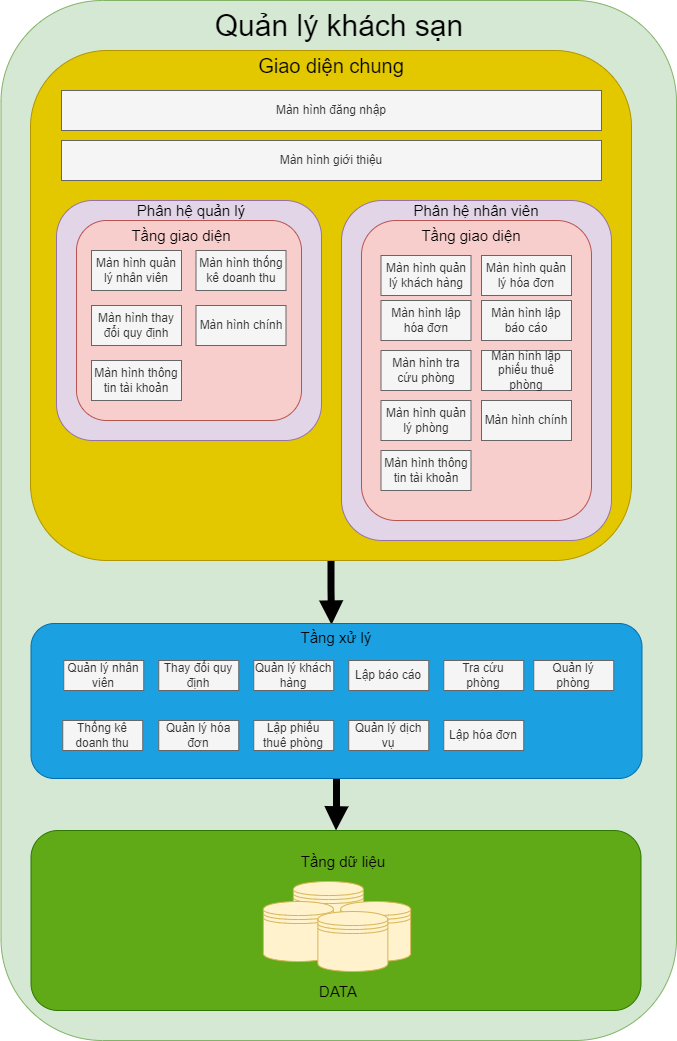 Quản lý khách sạn
Giao diện chung
Màn hình đăng nhập
Màn hình giới thiệu
Phân hệ quản lý
Tầng giao diện
Màn hình quản
lý nhân viên
Màn hình thống
kê doanh thu
Màn hình thay
đổi quy định
Màn hình chính
Màn hình thông
tin tài khoản
Phân hệ nhân viên
Tầng giao diện
Màn hình quản
lý khách hàng
Màn hình quản
lý hóa đơn
Màn hình lập
hóa đơn
Màn hình lập
báo cáo
Màn hình tra
cứu phòng
Màn hình lập
phiếu thuê
phòng
Màn hình quản
lý phòng
Màn hình chính
Màn hình thông
tin tài khoản
Tầng xử lý
Quản lý nhân
viên
Thay đổi quy
định
Quản lý khách
hàng
Lập báo cáo
Tra cứu
phòng
Quản lý
phòng
Thống kê
doanh thu
Quản lý hóa
đơn
Lập phiếu
thuê phòng
Quản lý dịch
vụ
Lập hóa đơn
Tầng dữ liệu
DATA